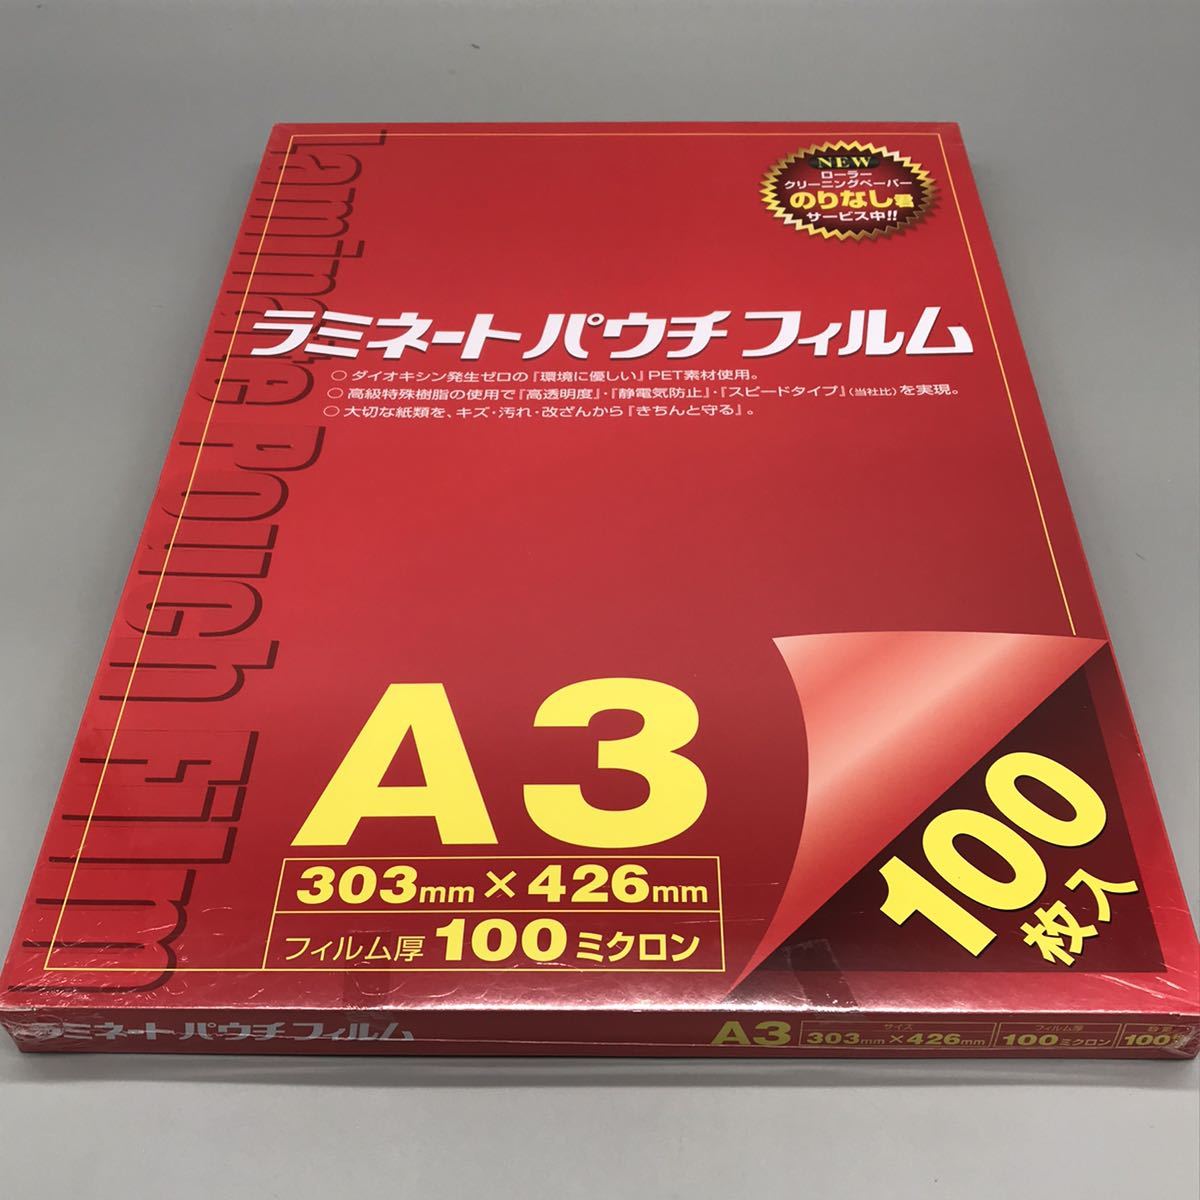 Laminate Pouch Film
NEW
ローラー
クリーニングペーパー
のりなし君
サービス中!!
ラミネートパウチフィルム
○ ダイオキシン発生ゼロの『環境に優しい』PET素材使用。
○ 高級特殊樹脂の使用で『高透明度』・『静電気防止』・『スピードタイプ』(当社比)を実現。
○ 大切な紙類を、キズ・汚れ・改ざんから『きちんと守る』。
A3
303mm×426mm
フィルム厚 100ミクロン
100
枚入
ラミネートパウチフィルム
A3
サイズ
303mm×426mm
フィルム厚
100ミクロン
100